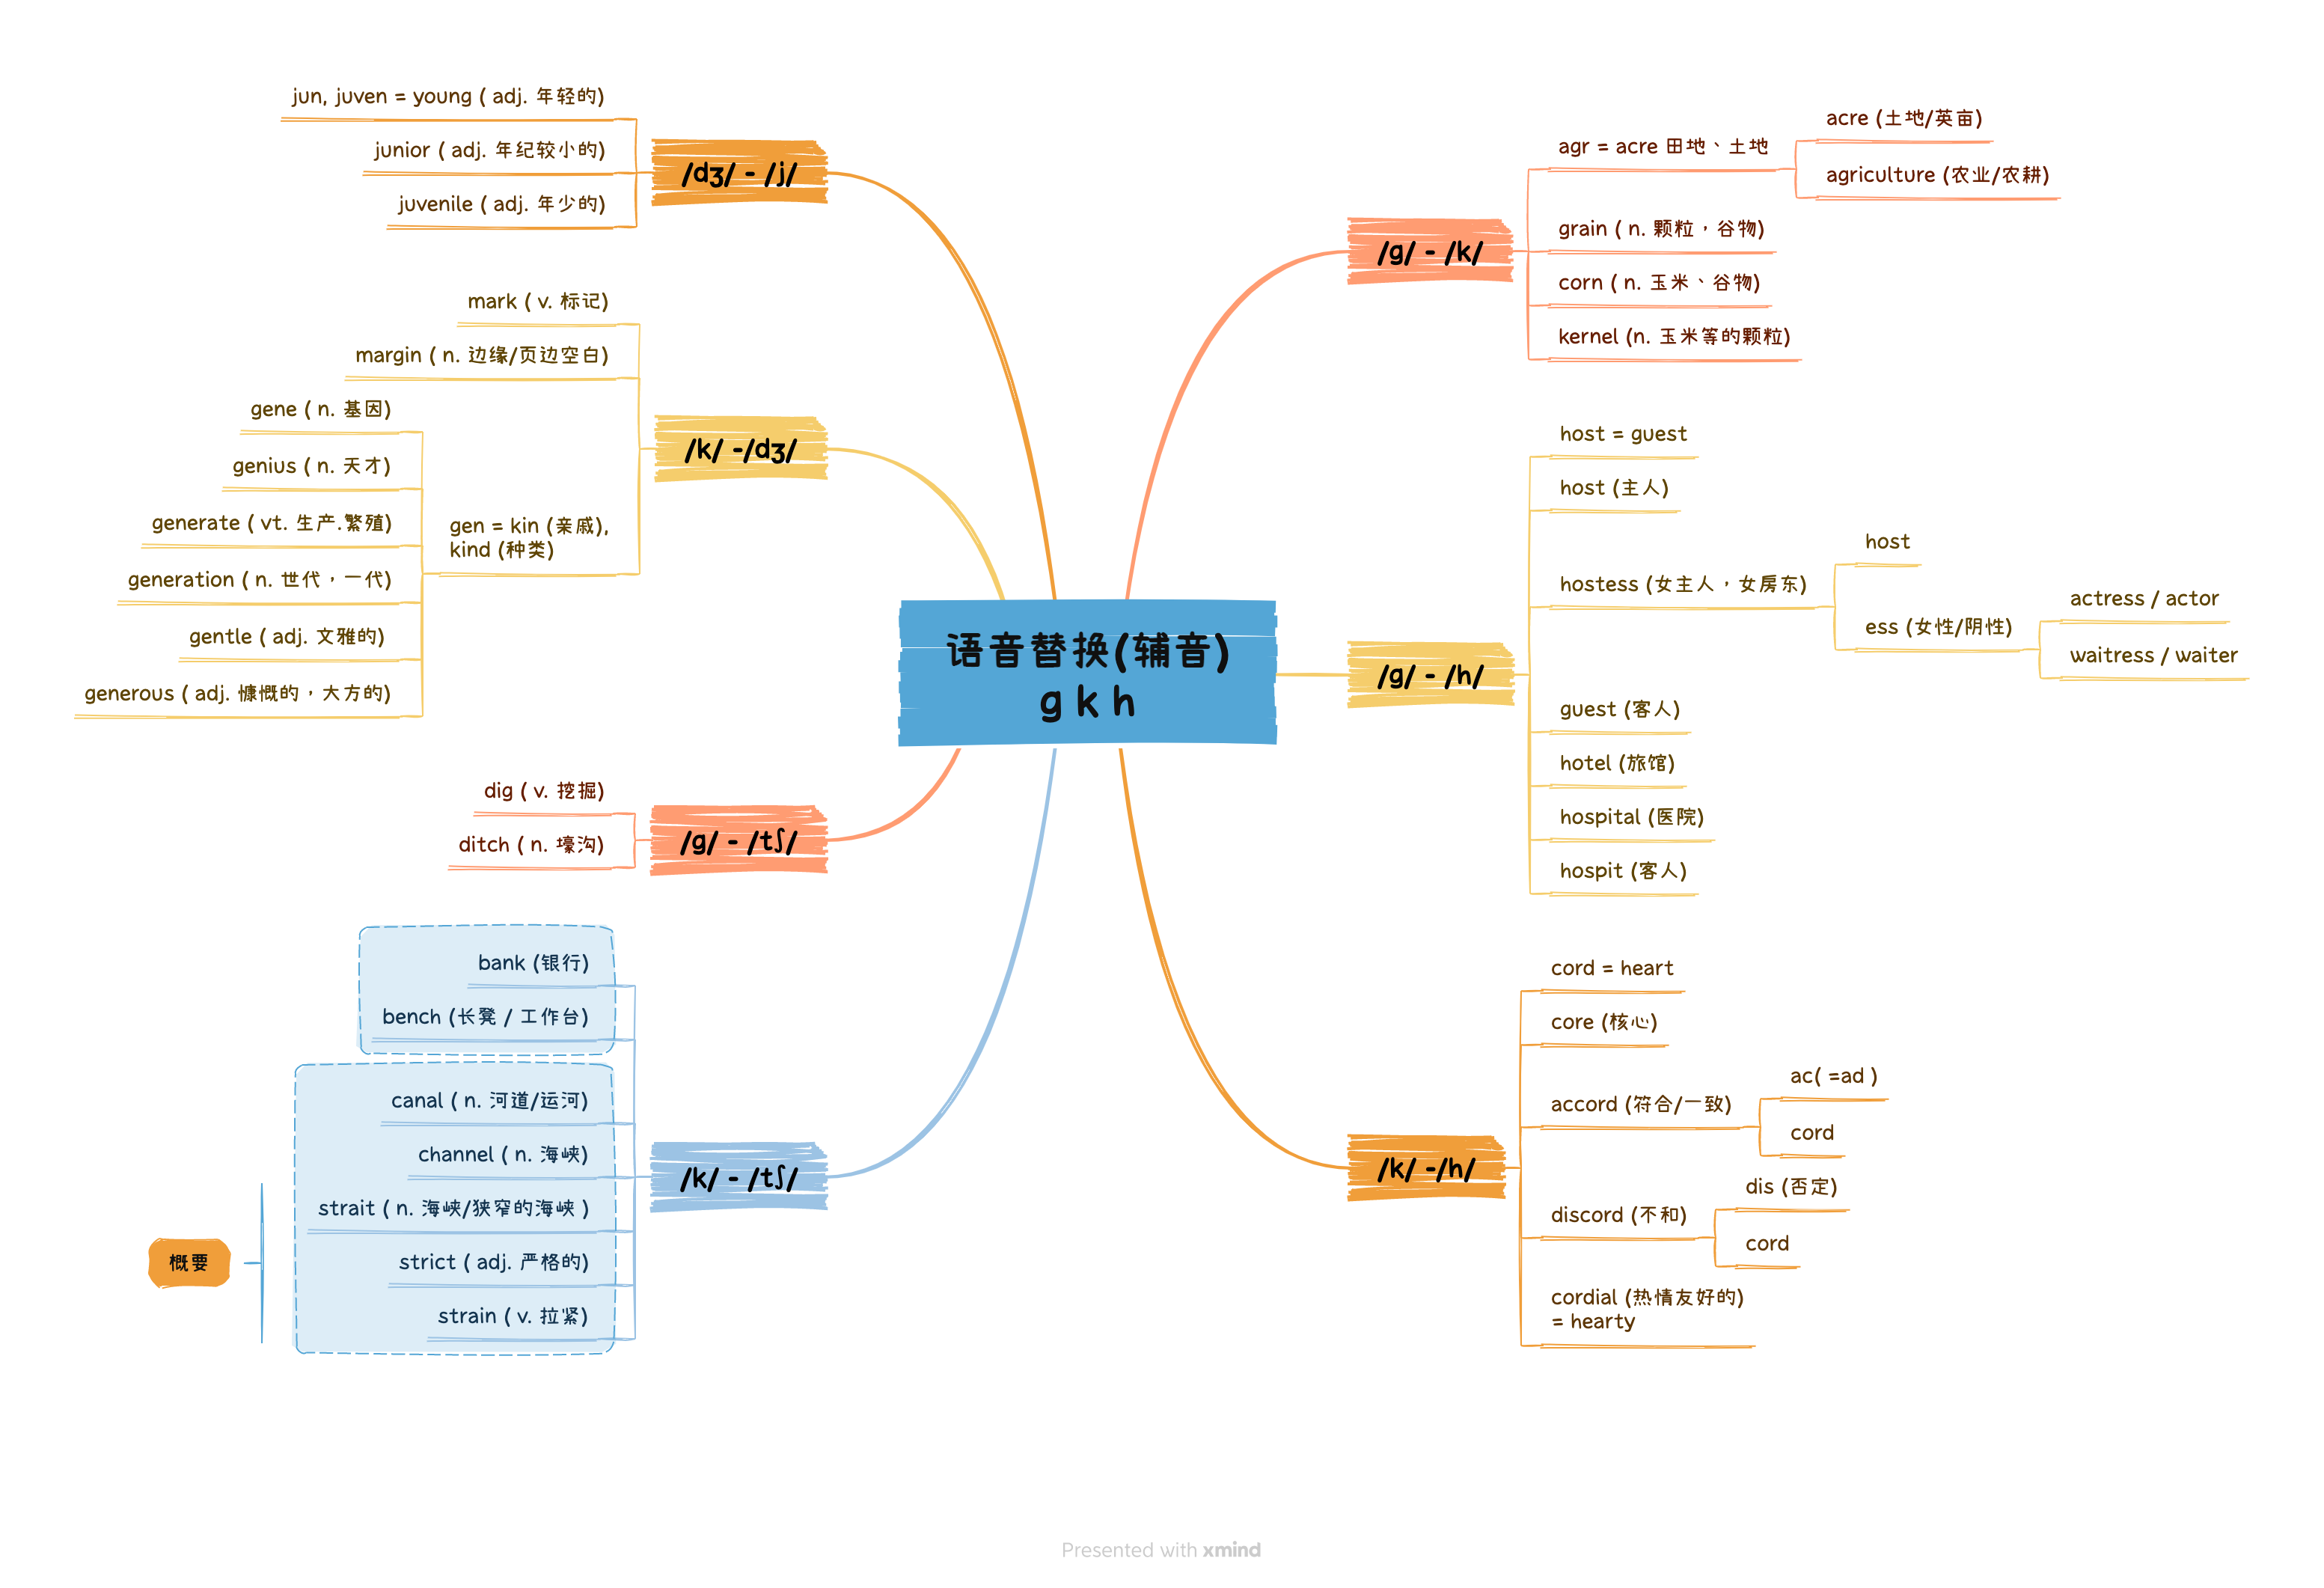 语音替换(辅音)
g k h
/g/ - /k/
agr = acre 田地、土地
acre (土地/英亩)
agriculture (农业/农耕)
grain ( n. 颗粒，谷物)
corn ( n. 玉米、谷物)
kernel (n. 玉米等的颗粒)
/g/ - /h/
host = guest
host (主人)
hostess (女主人，女房东)
host
ess (女性/阴性)
actress / actor
waitress / waiter
guest (客人)
hotel (旅馆)
hospital (医院)
hospit (客人)
/k/ -/h/
cord = heart
core (核心)
accord (符合/一致)
ac( =ad )
cord
discord (不和)
dis (否定)
cord
cordial (热情友好的)
= hearty
/dʒ/ - /j/
jun, juven = young ( adj. 年轻的)
junior ( adj. 年纪较小的)
juvenile ( adj. 年少的)
/k/ -/dʒ/
mark ( v. 标记)
margin ( n. 边缘/页边空白)
gen = kin (亲戚),
kind (种类)
gene ( n. 基因)
genius ( n. 天才)
generate ( vt. 生产.繁殖)
generation ( n. 世代，一代)
gentle ( adj. 文雅的)
generous ( adj. 慷慨的，大方的)
/g/ - /tʃ/
dig ( v. 挖掘)
ditch ( n. 壕沟)
/k/ - /tʃ/
bank (银行)
bench (长凳 / 工作台)
canal ( n. 河道/运河)
channel ( n. 海峡)
strait ( n. 海峡/狭窄的海峡 )
strict ( adj. 严格的)
strain ( v. 拉紧)
概要
Presented with xmind